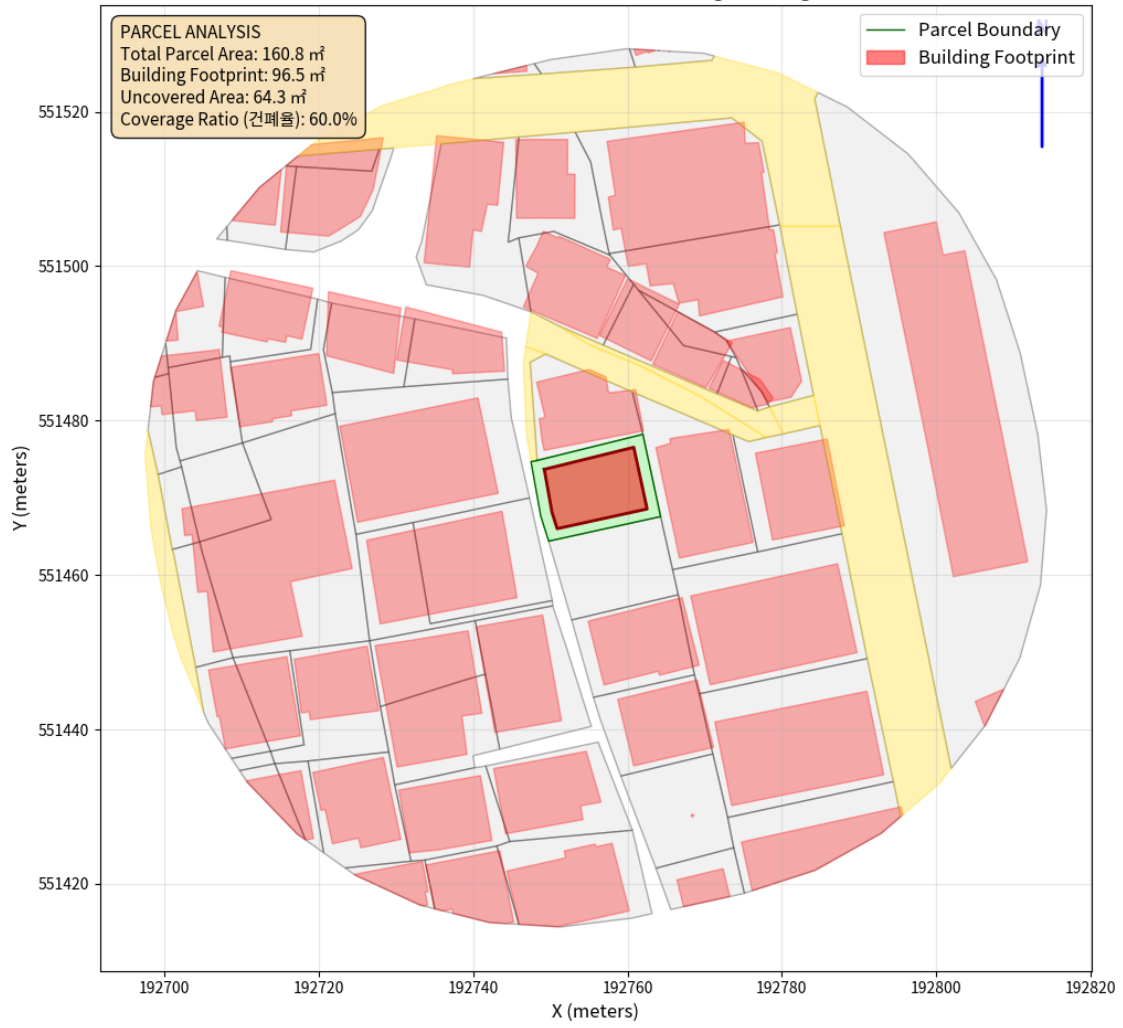 PARCEL ANALYSIS
Total Parcel Area: 160.8 ㎡
Building Footprint: 96.5 ㎡
Uncovered Area: 64.3 ㎡
Coverage Ratio (건폐율): 60.0%
Parcel Boundary
Building Footprint
N
551520
551500
551480
551460
551440
551420
Y (meters)
192700
192720
192740
192760
192780
192800
192820
X (meters)